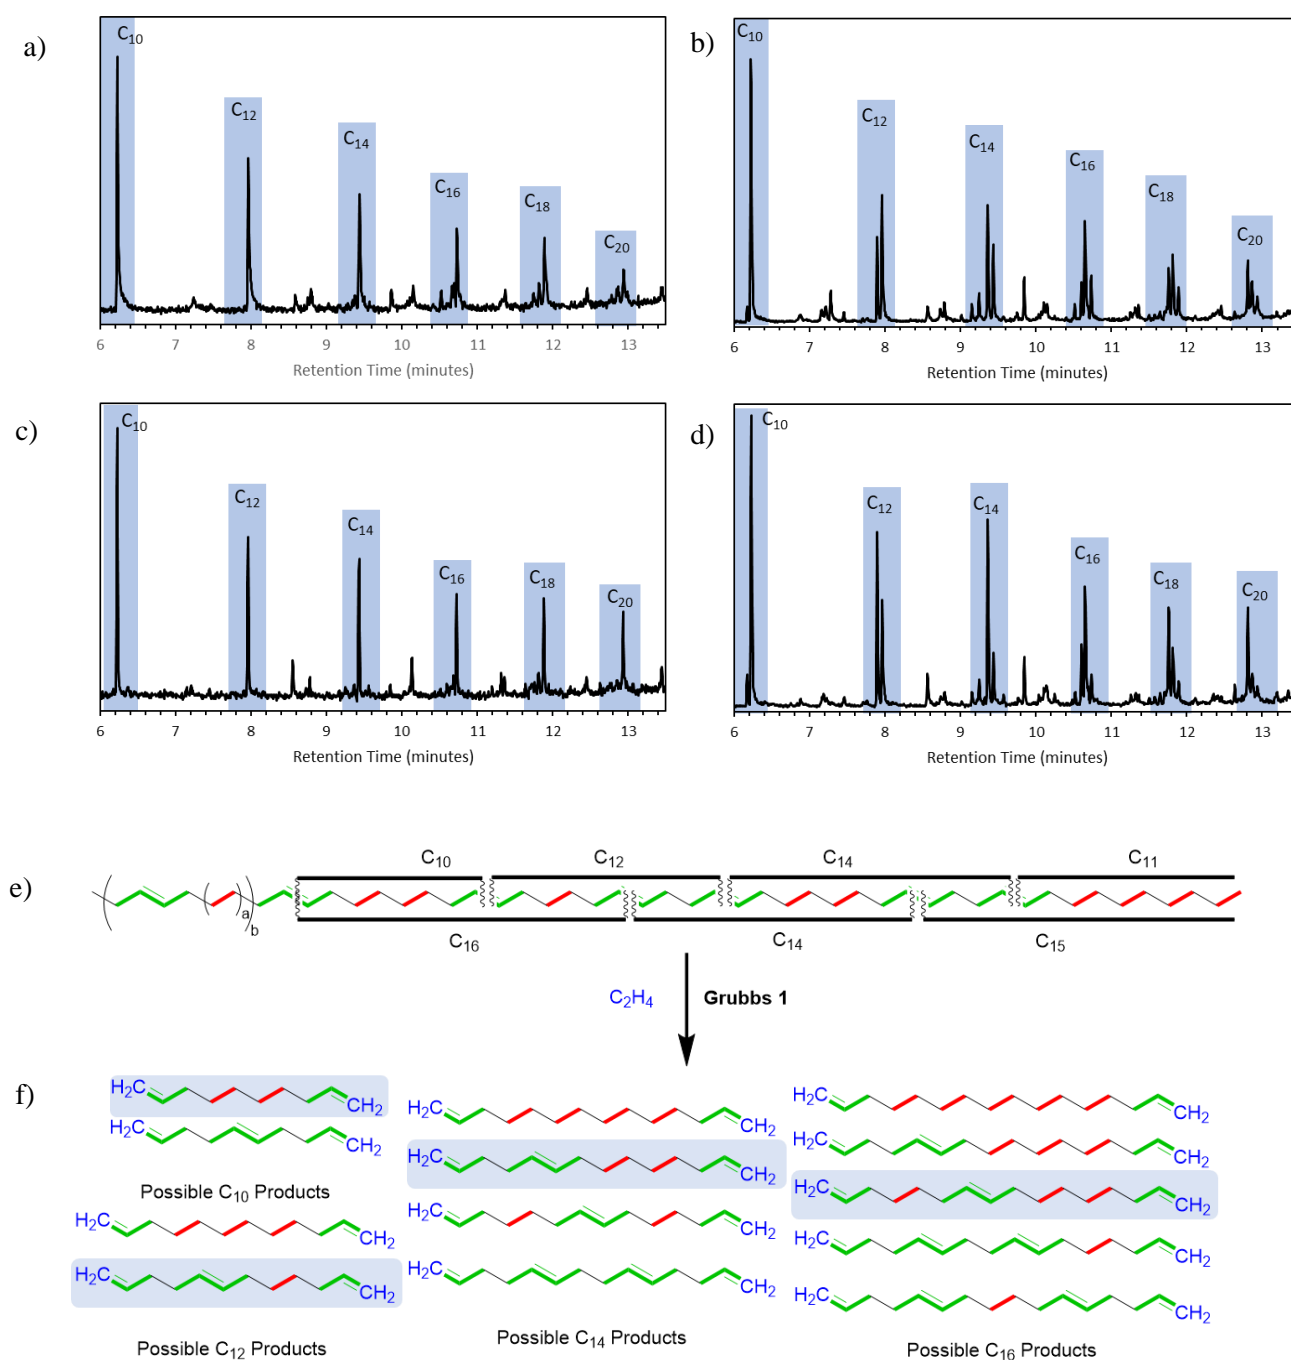 a)
C10
C12
C14
C16
C18
C20
6 7 8 9 10 11 12 13
Retention Time (minutes)
b)
C10
C12
C14
C16
C18
C20
6 7 8 9 10 11 12 13
Retention Time (minutes)
c)
C10
C12
C14
C16
C18
C20
6 7 8 9 10 11 12 13
Retention Time (minutes)
d)
C10
C12
C14
C16
C18
C20
6 7 8 9 10 11 12 13
Retention Time (minutes)
e)
C10 C12 C14 C11
a
b
C16 C14 C15
C2H4 Grubbs 1
f)
H2C CH2
H2C CH2
Possible C10 Products
H2C CH2
H2C CH2
Possible C12 Products
H2C CH2
H2C CH2
H2C CH2
H2C CH2
Possible C14 Products
H2C CH2
H2C CH2
H2C CH2
H2C CH2
H2C CH2
Possible C16 Products